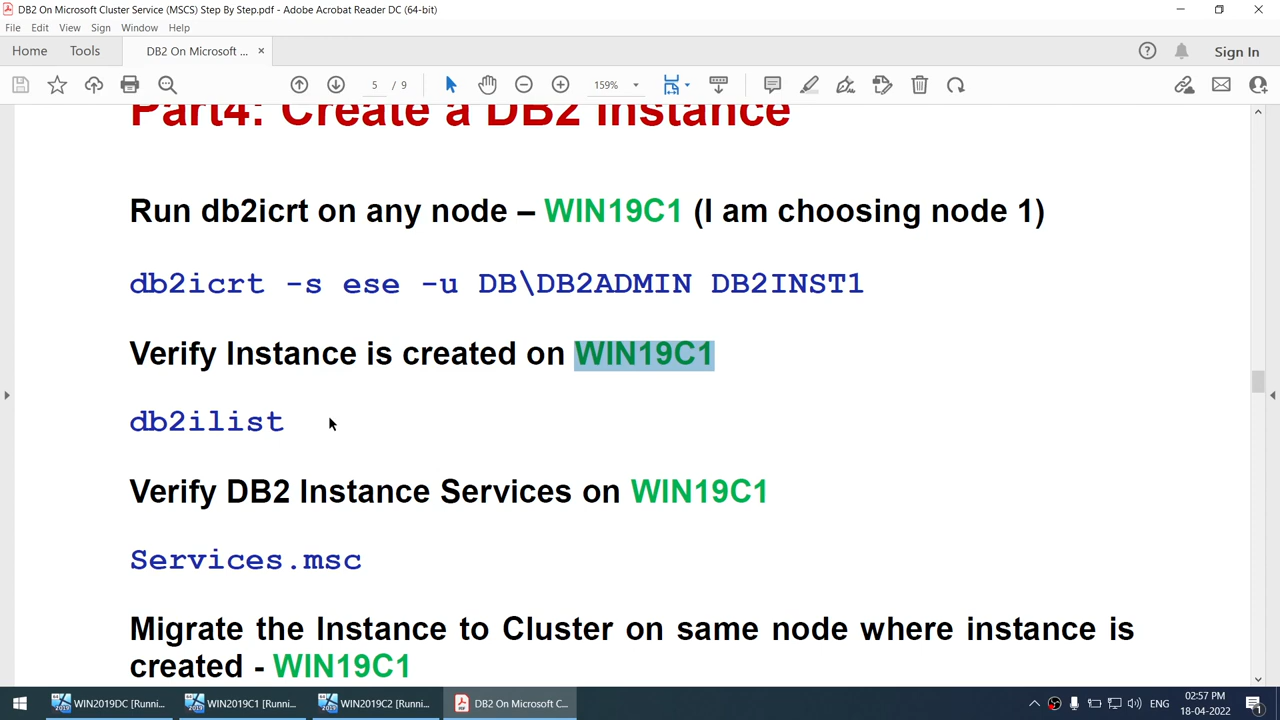 DB2 On Microsoft Cluster Service (MSCS) Step By Step.pdf - Adobe Acrobat Reader DC (64-bit)
File Edit View Sign Window Help
Home Tools DB2 On Microsoft ... × Sign In
5 / 9 159%
Part4: Create a DB2 Instance
Run db2icrt on any node – WIN19C1 (I am choosing node 1)
db2icrt -s ese -u DB\DB2ADMIN DB2INST1
Verify Instance is created on WIN19C1
db2ilist
Verify DB2 Instance Services on WIN19C1
Services.msc
Migrate the Instance to Cluster on same node where instance is
created - WIN19C1
WIN2019DC [Runni... WIN2019C1 [Runni... WIN2019C2 [Runni... DB2 On Microsoft C... ENG 02:57 PM
18-04-2022